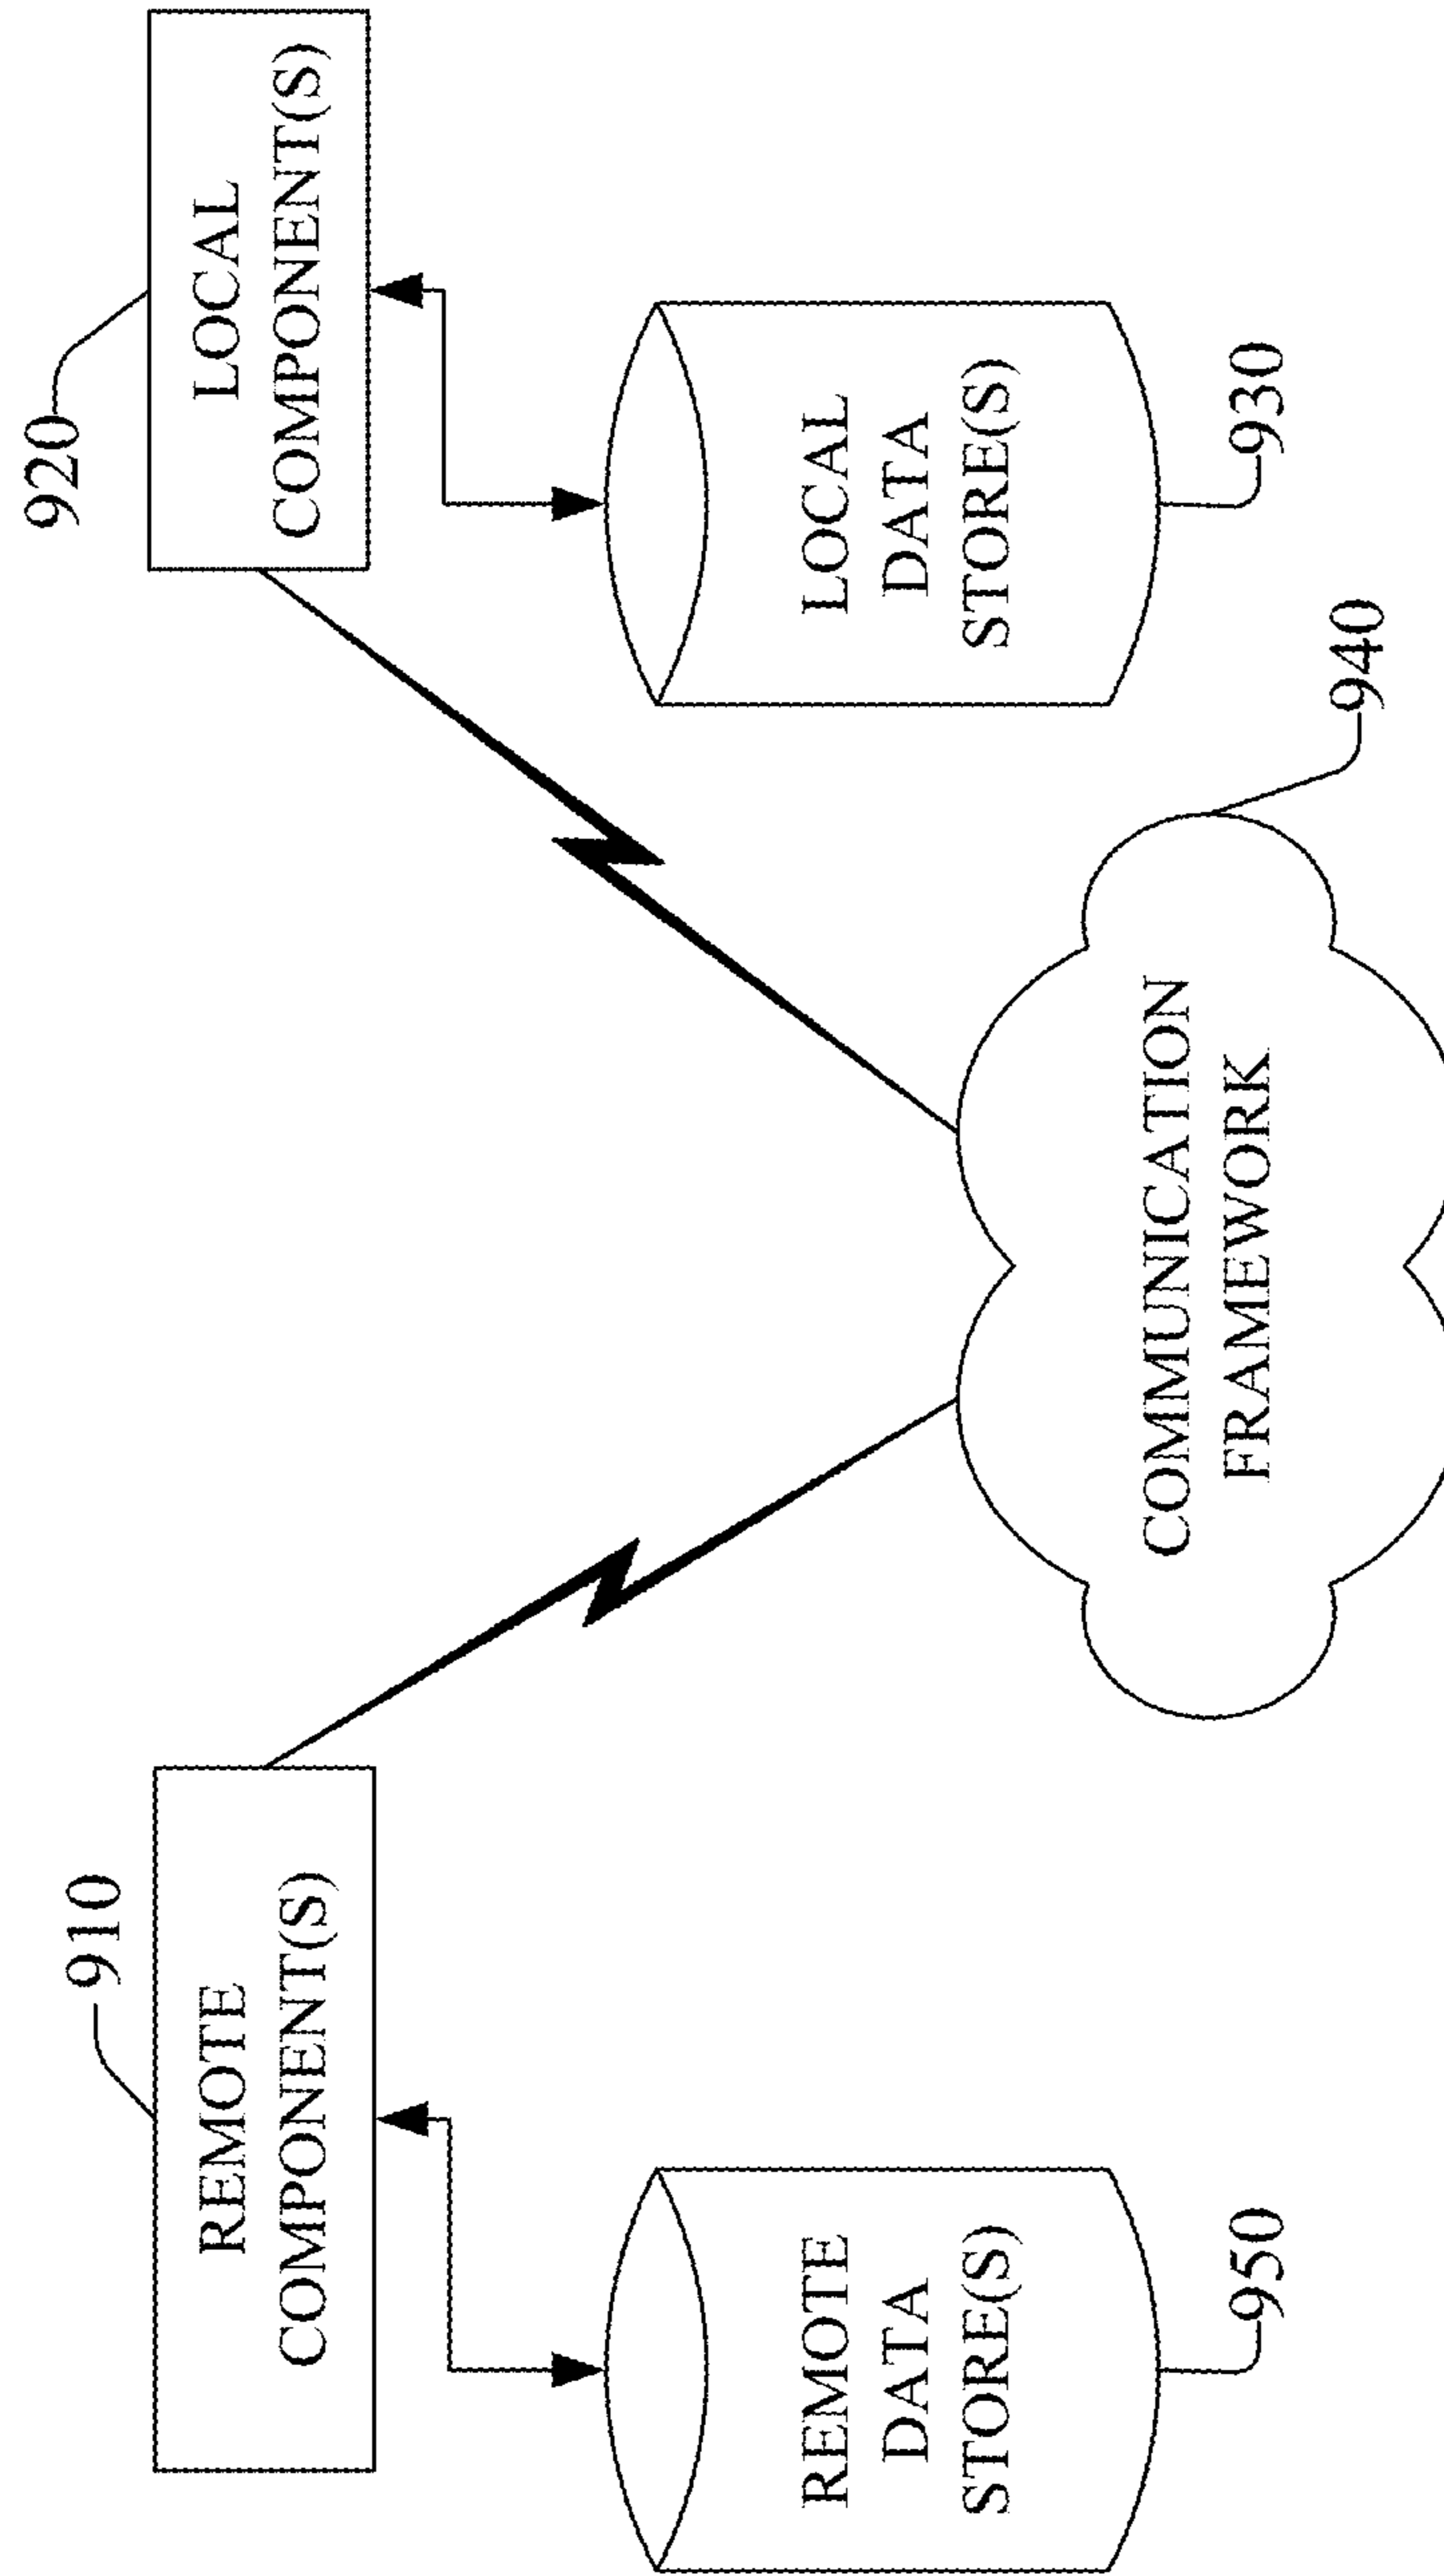 910
920
REMOTE
COMPONENT(S)
LOCAL
COMPONENT(S)
REMOTE
DATA
STORE(S)
LOCAL
DATA
STORE(S)
950
930
COMMUNICATION
FRAMEWORK
940